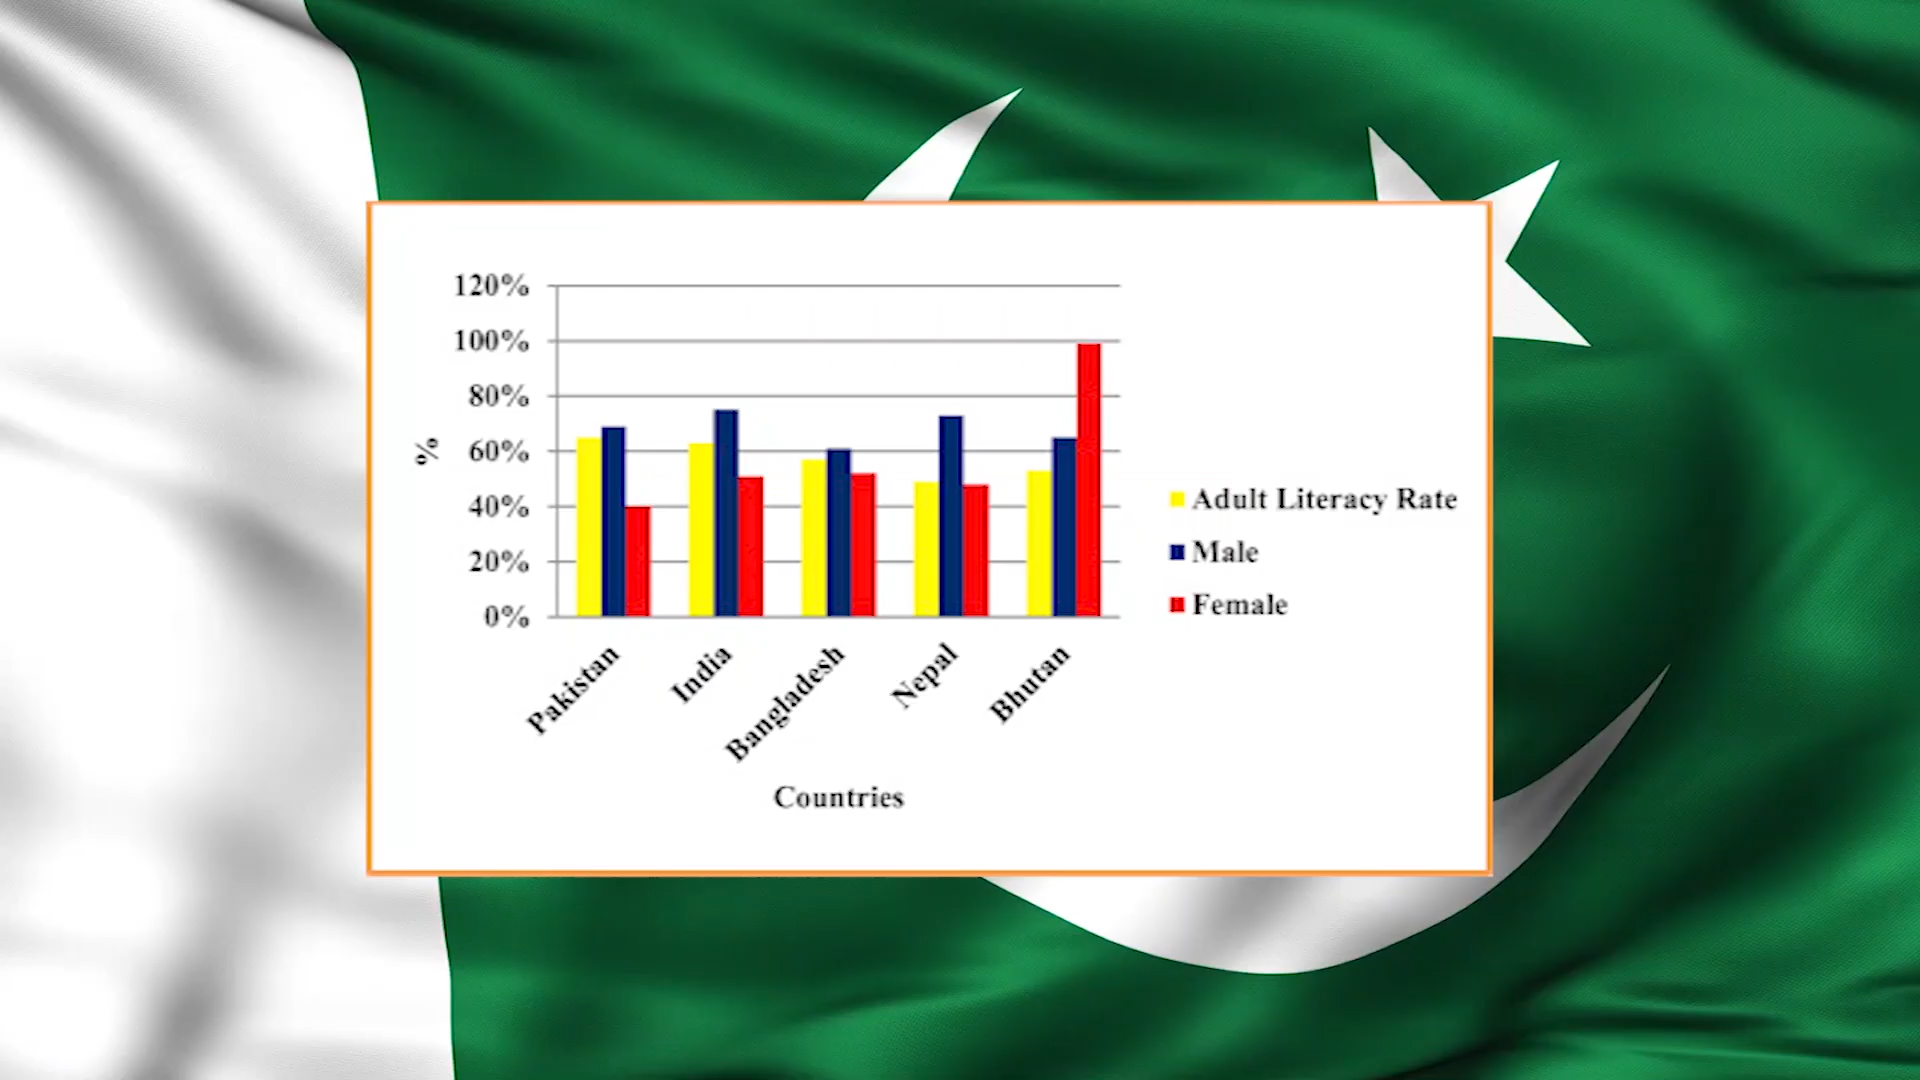 120%
100%
80%
60%
40%
20%
0%
%
Pakistan
India
Bangladesh
Nepal
Bhutan
Countries
Adult Literacy Rate
Male
Female